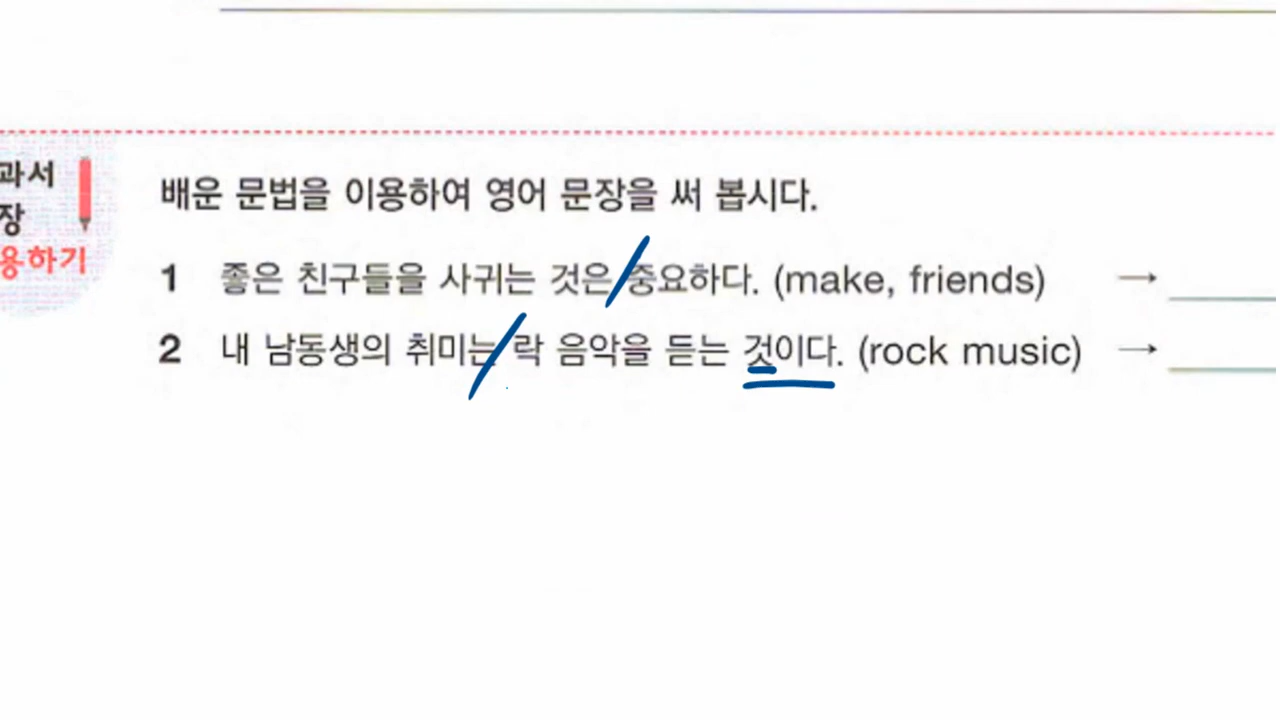 과서
장
용하기
배운 문법을 이용하여 영어 문장을 써 봅시다.
1 좋은 친구들을 사귀는 것은 중요하다. (make, friends) →
2 내 남동생의 취미는 락 음악을 듣는 것이다. (rock music) →